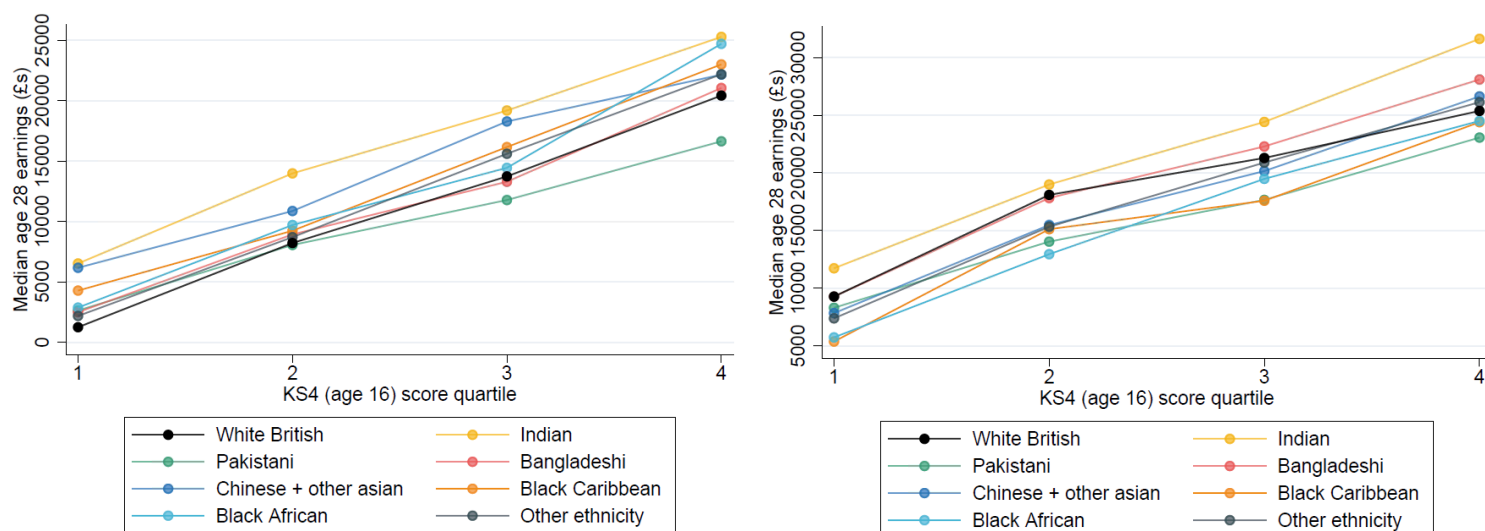 Median age 28 earnings (£s)
25000
20000
15000
10000
5000
0
1 2 3 4
KS4 (age 16) score quartile
White British Indian
Pakistani Bangladeshi
Chinese + other asian Black Caribbean
Black African Other ethnicity
Median age 28 earnings (£s)
30000
25000
20000
15000
10000
5000
1 2 3 4
KS4 (age 16) score quartile
White British Indian
Pakistani Bangladeshi
Chinese + other asian Black Caribbean
Black African Other ethnicity